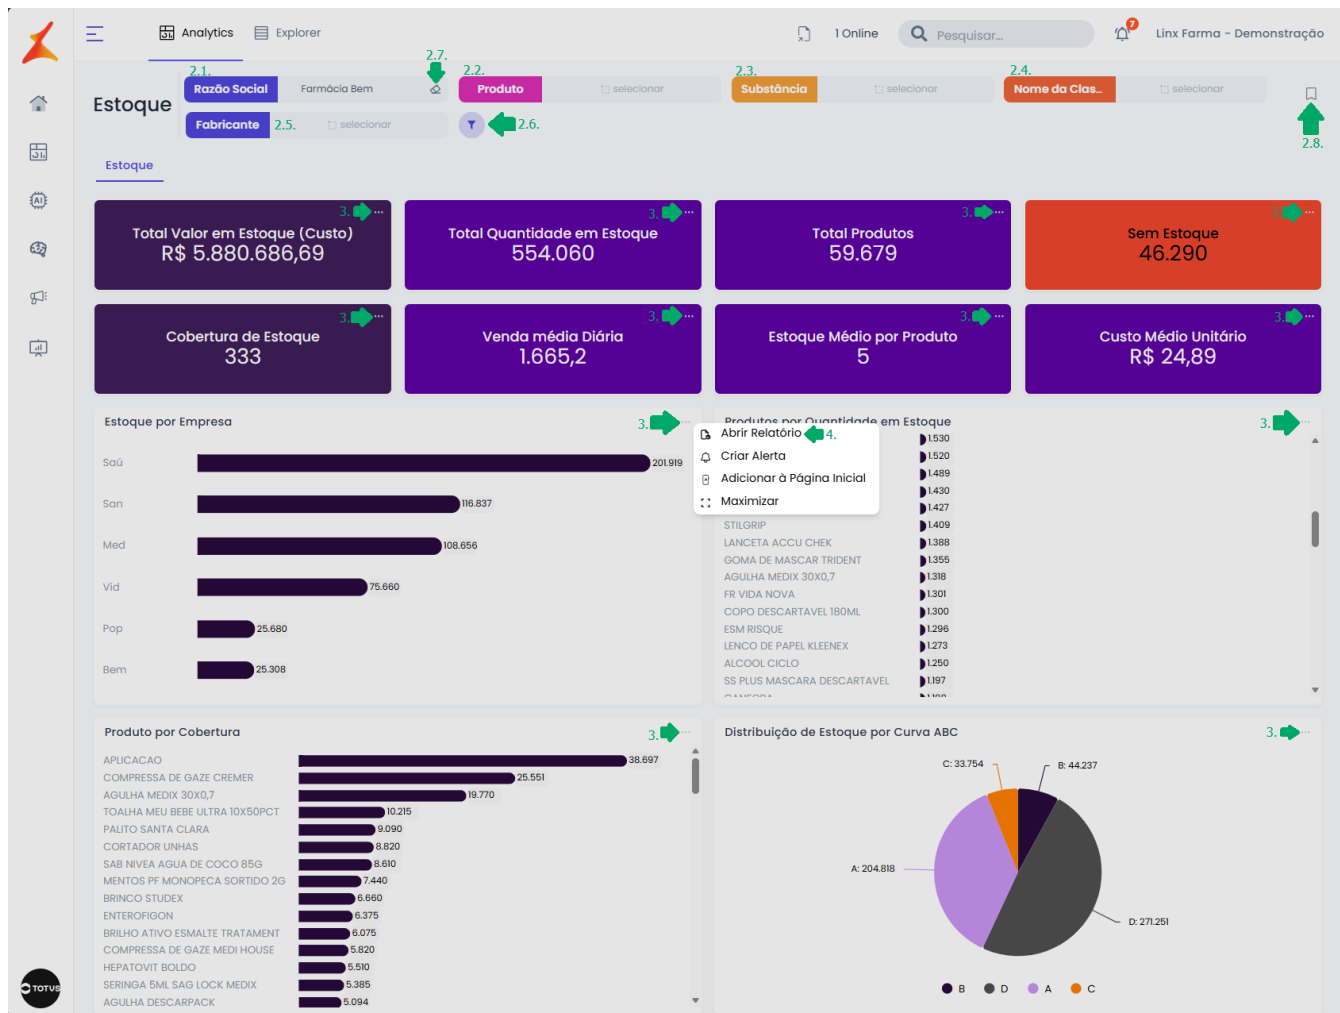 Analytics
Explorer
1 Online
Pesquisar...
7
Linx Farma - Demonstração
Estoque
2.1.
Razão Social
Farmácia Bem
2.7.
2.2.
Produto
selecionar
2.3.
Substância
selecionar
2.4.
Nome da Clas...
selecionar
2.8.
Fabricante
2.5.
selecionar
2.6.
Estoque
3.
Total Valor em Estoque (Custo)
R$ 5.880.686,69
3.
Total Quantidade em Estoque
554.060
3.
Total Produtos
59.679
3.
Sem Estoque
46.290
3.
Cobertura de Estoque
333
3.
Venda média Diária
1.665,2
3.
Estoque Médio por Produto
5
3.
Custo Médio Unitário
R$ 24,89
Estoque por Empresa
3.
Saú 201.919
San 116.837
Med 108.656
Vid 75.660
Pop 25.680
Bem 25.308
Abrir Relatório
4.
Criar Alerta
Adicionar à Página Inicial
Maximizar
Produtos por Quantidade em Estoque
3.
1.530
1.520
1.489
1.430
1.427
STILGRIP 1.409
LANCETA ACCU CHEK 1.388
GOMA DE MASCAR TRIDENT 1.355
AGULHA MEDIX 30X0,7 1.318
FR VIDA NOVA 1.301
COPO DESCARTAVEL 180ML 1.300
ESM RISQUE 1.296
LENCO DE PAPEL KLEENEX 1.273
ALCOOL CICLO 1.250
SS PLUS MASCARA DESCARTAVEL 1.197
Produto por Cobertura
3.
APLICACAO 38.697
COMPRESSA DE GAZE CREMER 25.551
AGULHA MEDIX 30X0,7 19.770
TOALHA MEU BEBE ULTRA 10X50PCT 10.215
PALITO SANTA CLARA 9.090
CORTADOR UNHAS 8.820
SAB NIVEA AGUA DE COCO 85G 8.610
MENTOS PF MONOPECA SORTIDO 2G 7.440
BRINCO STUDEX 6.660
ENTEROFIGON 6.375
BRILHO ATIVO ESMALTE TRATAMENT 6.075
COMPRESSA DE GAZE MEDI HOUSE 5.820
HEPATOVIT BOLDO 5.510
SERINGA 5ML SAG LOCK MEDIX 5.385
AGULHA DESCARPACK 5.094
Distribuição de Estoque por Curva ABC
3.
C: 33.754
B: 44.237
A: 204.818
D: 271.251
B
D
A
C
AI
TOTVS